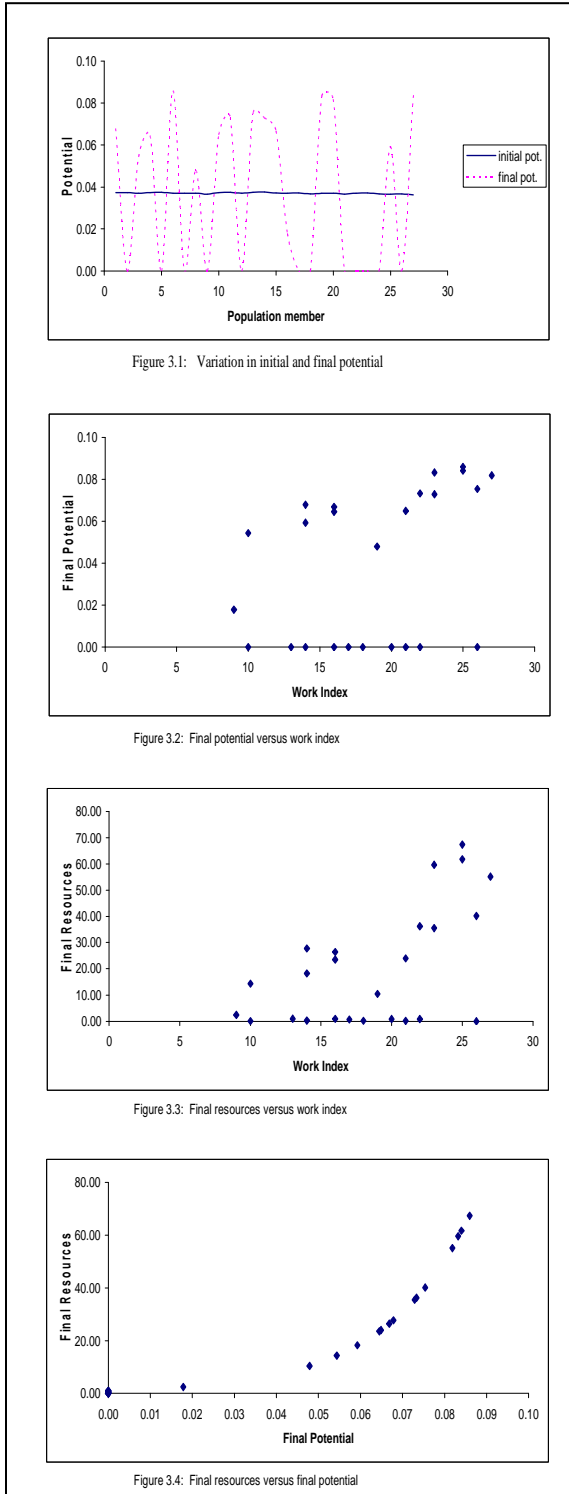 0.10
0.08
0.06
0.04
0.02
0.00
Potential
0 5 10 15 20 25 30
Population member
initial pot.
final pot.
Figure 3.1: Variation in initial and final potential
0.10
0.08
0.06
0.04
0.02
0.00
Final Potential
0 5 10 15 20 25 30
Work Index
Figure 3.2: Final potential versus work index
80.00
70.00
60.00
50.00
40.00
30.00
20.00
10.00
0.00
Final Resources
0 5 10 15 20 25 30
Work Index
Figure 3.3: Final resources versus work index
80.00
60.00
40.00
20.00
0.00
Final Resources
0.00 0.01 0.02 0.03 0.04 0.05 0.06 0.07 0.08 0.09 0.10
Final Potential
Figure 3.4: Final resources versus final potential